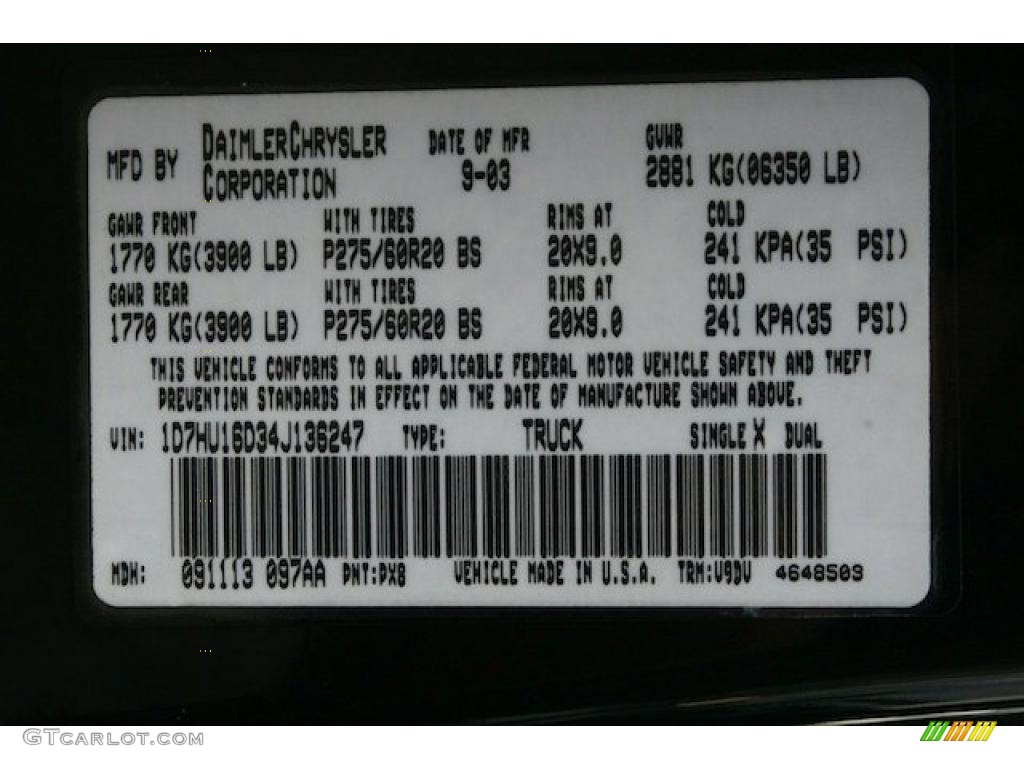 MFD BY DAIMLERCHRYSLER CORPORATION
DATE OF MFR 9-03
GVWR 2881 KG(06350 LB)
GAWR FRONT WITH TIRES RIMS AT COLD
1770 KG(3900 LB) P275/60R20 BS 20X9.0 241 KPA(35 PSI)
GAWR REAR WITH TIRES RIMS AT COLD
1770 KG(3900 LB) P275/60R20 BS 20X9.0 241 KPA(35 PSI)
THIS VEHICLE CONFORMS TO ALL APPLICABLE FEDERAL MOTOR VEHICLE SAFETY AND THEFT
PREVENTION STANDARDS IN EFFECT ON THE DATE OF MANUFACTURE SHOWN ABOVE.
VIN: 1D7HU16D34J136247 TYPE: TRUCK SINGLE X DUAL
MDH: 091113 097AA PNT:PX8 VEHICLE MADE IN U.S.A. TRM:V9DV 4648509
GTCarlot.com